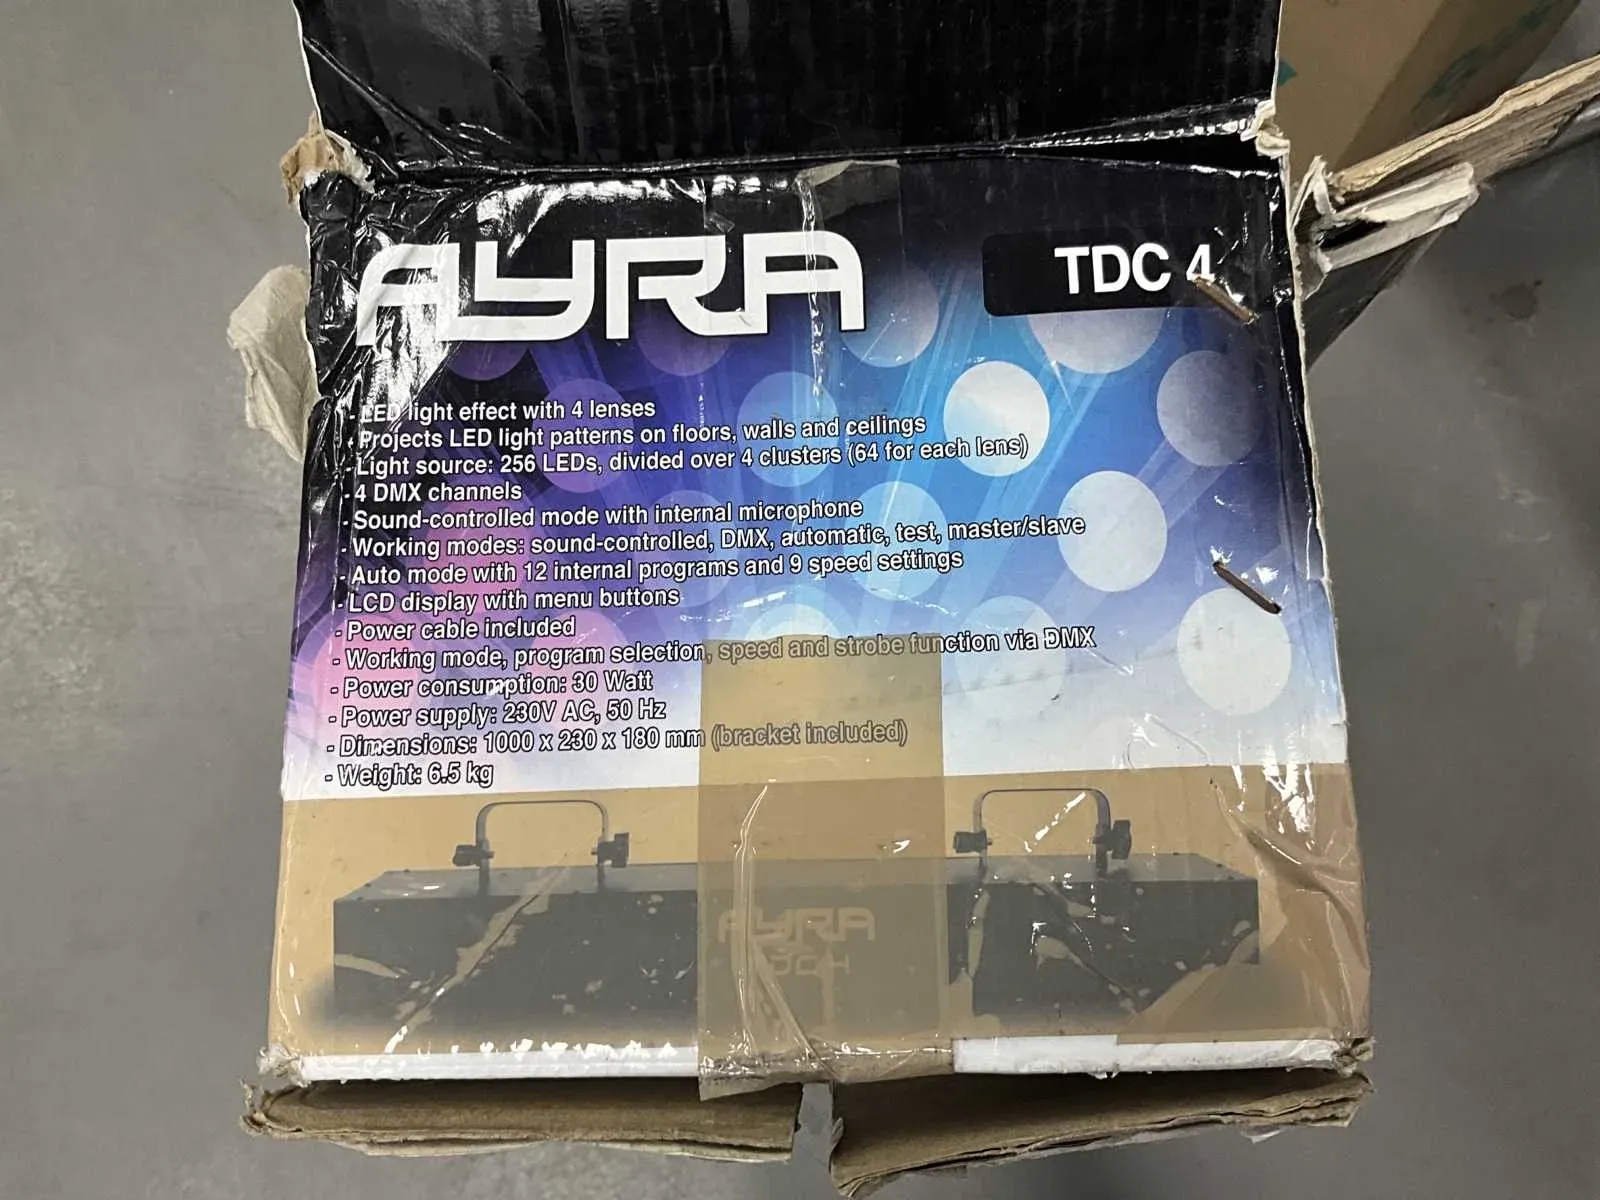 AYRA
TDC 4
- LED light effect with 4 lenses
- Projects LED light patterns on floors, walls and ceilings
- Light source: 256 LEDs, divided over 4 clusters (64 for each lens)
- 4 DMX channels
- Sound-controlled mode with internal microphone
- Working modes: sound-controlled, DMX, automatic, test, master/slave
- Auto mode with 12 internal programs and 9 speed settings
- LCD display with menu buttons
- Power cable included
- Working mode, program selection, speed and strobe function via DMX
- Power consumption: 30 Watt
- Power supply: 230V AC, 50 Hz
- Dimensions: 1000 x 230 x 180 mm (bracket included)
- Weight: 6.5 kg
AYRA